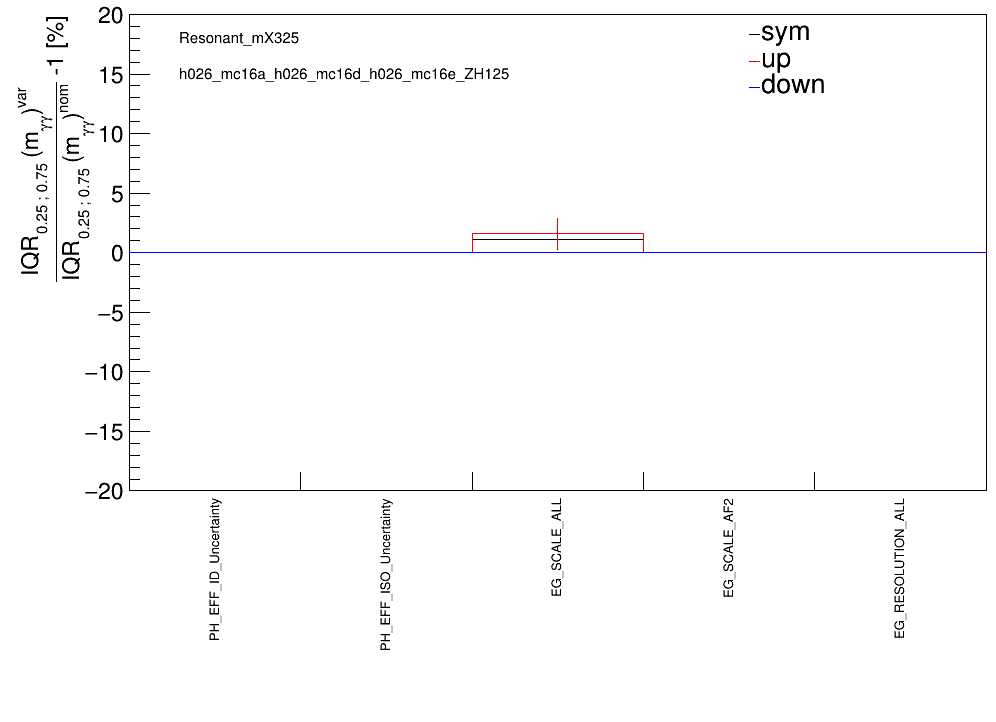 IQR0.25 ; 0.75 (mγγ)var
IQR0.25 ; 0.75 (mγγ)nom
-1 [%]
20
15
10
5
0
−5
−10
−15
−20
Resonant_mX325
h026_mc16a_h026_mc16d_h026_mc16e_ZH125
sym
up
down
PH_EFF_ID_Uncertainty
PH_EFF_ISO_Uncertainty
EG_SCALE_ALL
EG_SCALE_AF2
EG_RESOLUTION_ALL